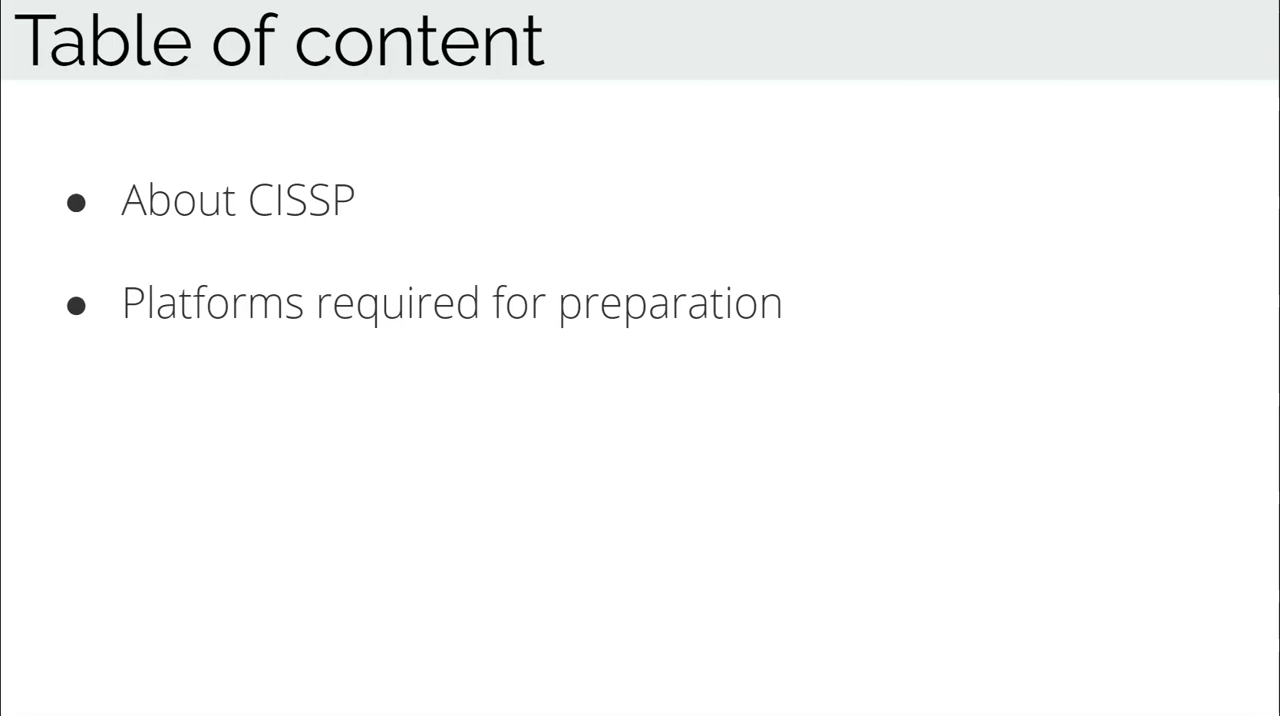 Table of content
● About CISSP
● Platforms required for preparation